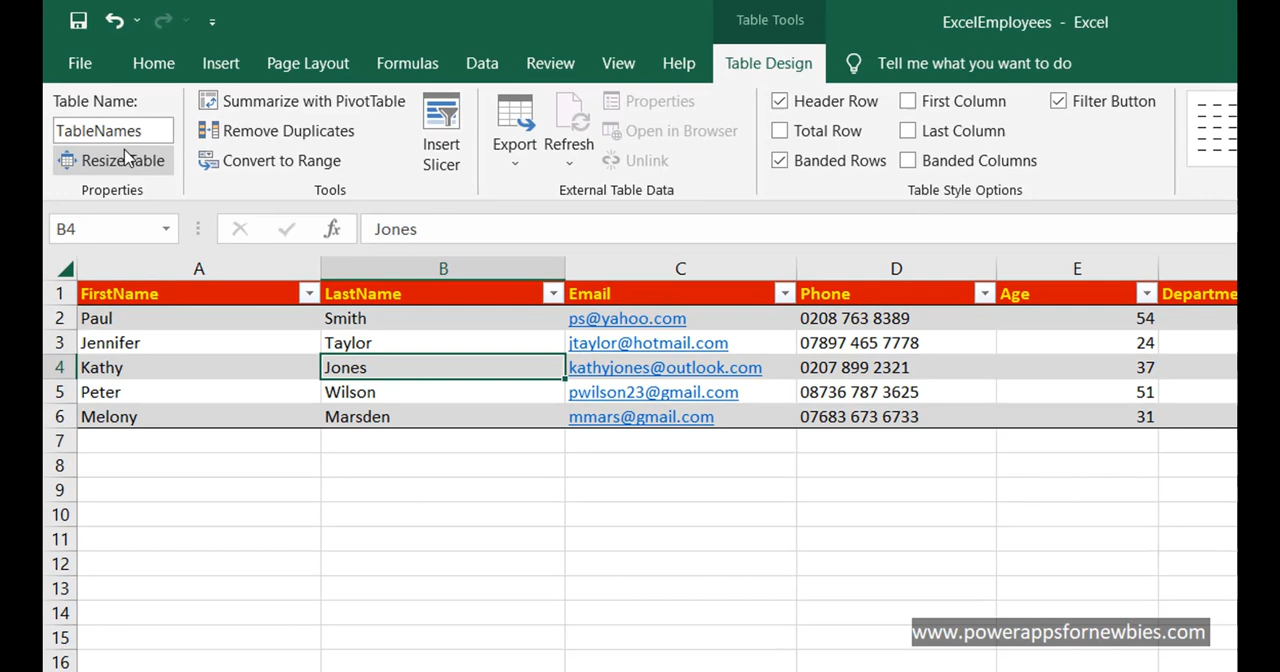 Table Tools
ExcelEmployees - Excel
File Home Insert Page Layout Formulas Data Review View Help Table Design Tell me what you want to do
Table Name:
TableNames
Resize Table
Properties
Summarize with PivotTable
Remove Duplicates
Convert to Range
Insert
Slicer
Tools
Export
Refresh
Properties
Open in Browser
Unlink
External Table Data
Header Row
Total Row
Banded Rows
First Column
Last Column
Banded Columns
Filter Button
Table Style Options
B4 fx Jones
A B C D E
1 FirstName LastName Email Phone Age Departme
2 Paul Smith ps@yahoo.com 0208 763 8389 54
3 Jennifer Taylor jtaylor@hotmail.com 07897 465 7778 24
4 Kathy Jones kathyjones@outlook.com 0207 899 2321 37
5 Peter Wilson pwilson23@gmail.com 08736 787 3625 51
6 Melony Marsden mmars@gmail.com 07683 673 6733 31
7
8
9
10
11
12
13
14
15
16
www.powerappsfornewbies.com